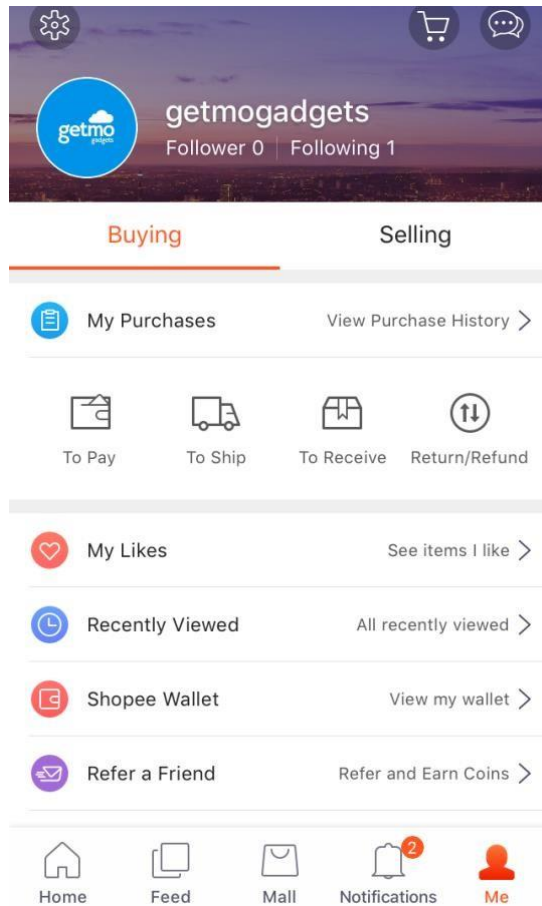 getmo
gadgets
getmogadgets
Follower 0 | Following 1
Buying Selling
My Purchases View Purchase History >
To Pay To Ship To Receive Return/Refund
My Likes See items I like >
Recently Viewed All recently viewed >
Shopee Wallet View my wallet >
Refer a Friend Refer and Earn Coins >
2
Home Feed Mall Notifications Me